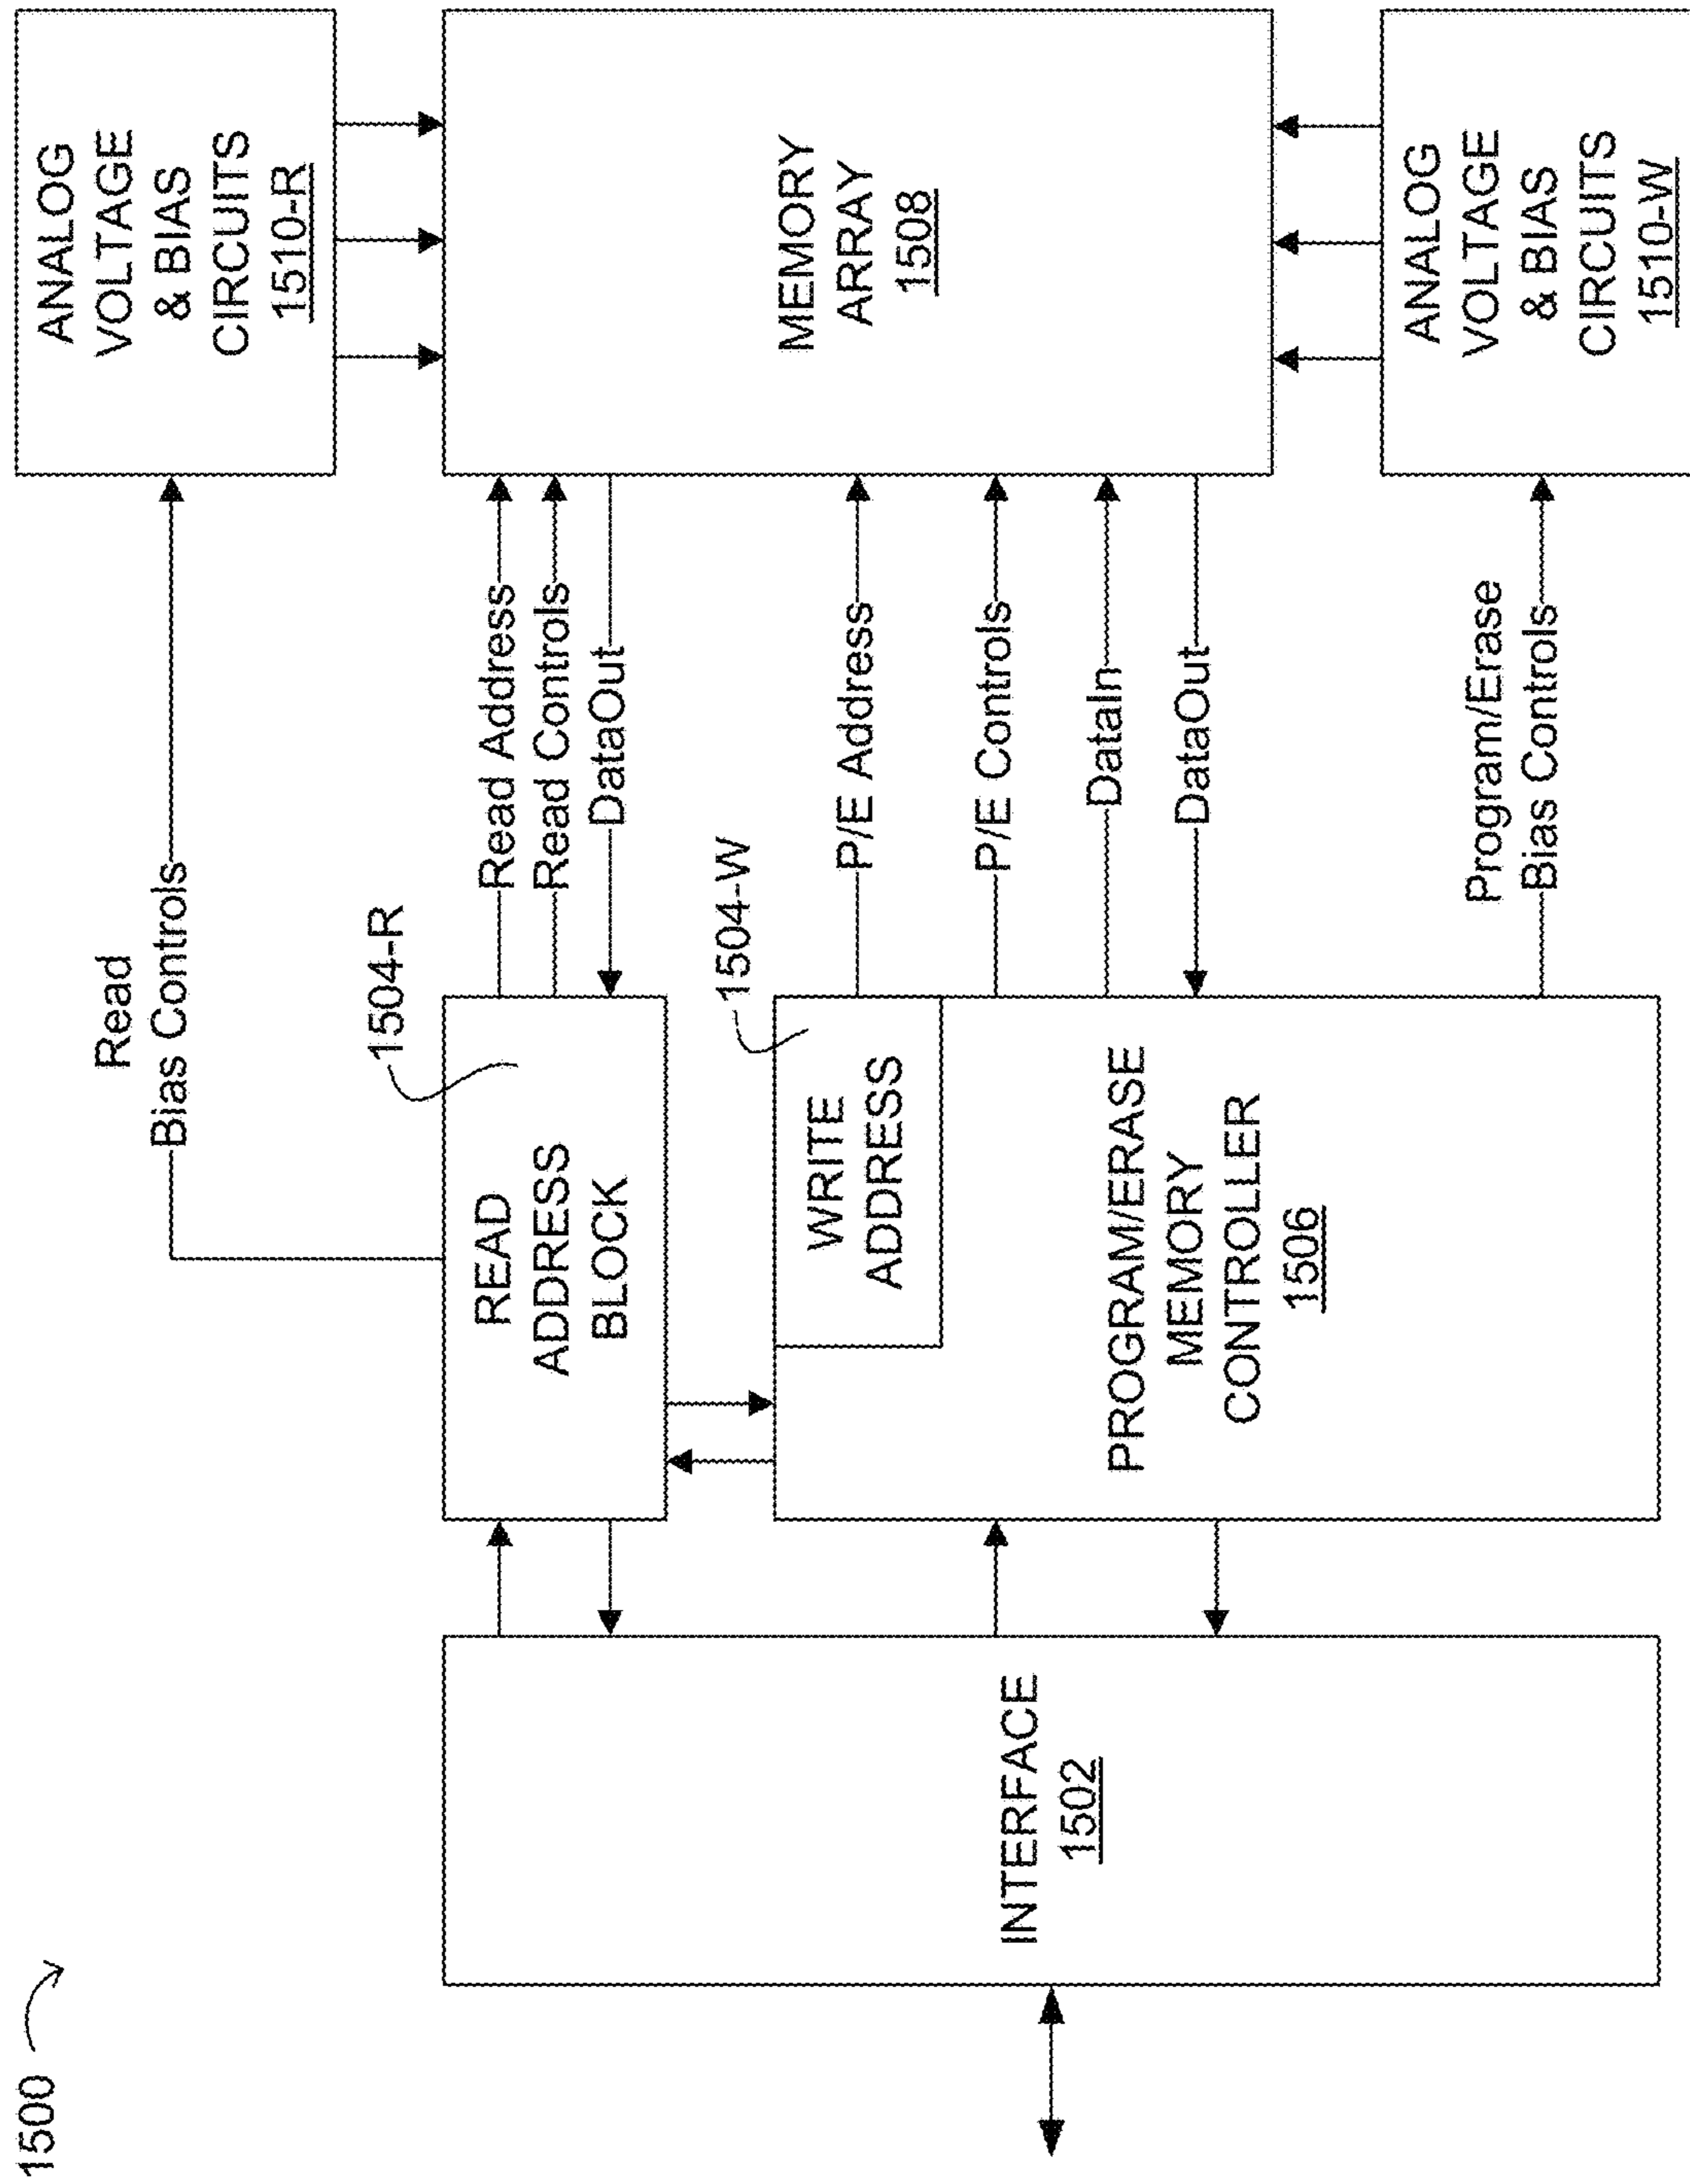 1500
Read
Bias Controls
ANALOG
VOLTAGE
& BIAS
CIRCUITS
1510-R
1504-R
READ
ADDRESS
BLOCK
Read Address
Read Controls
DataOut
1504-W
WRITE
ADDRESS
P/E Address
P/E Controls
DataIn
DataOut
MEMORY
ARRAY
1508
INTERFACE
1502
PROGRAM/ERASE
MEMORY
CONTROLLER
1506
Program/Erase
Bias Controls
ANALOG
VOLTAGE
& BIAS
CIRCUITS
1510-W